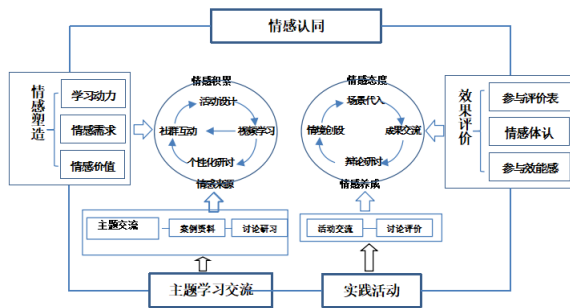 情感认同
情感塑造
学习动力
情感需求
情感价值
情感积累
活动设计
社群互动
视频学习
个性化研讨
情感来源
情感态度
场景代入
情境创设
成果交流
辩论研讨
情感养成
效果评价
参与评价表
情感体认
参与效能感
主题交流
案例资料
讨论研习
活动交流
讨论评价
主题学习交流
实践活动